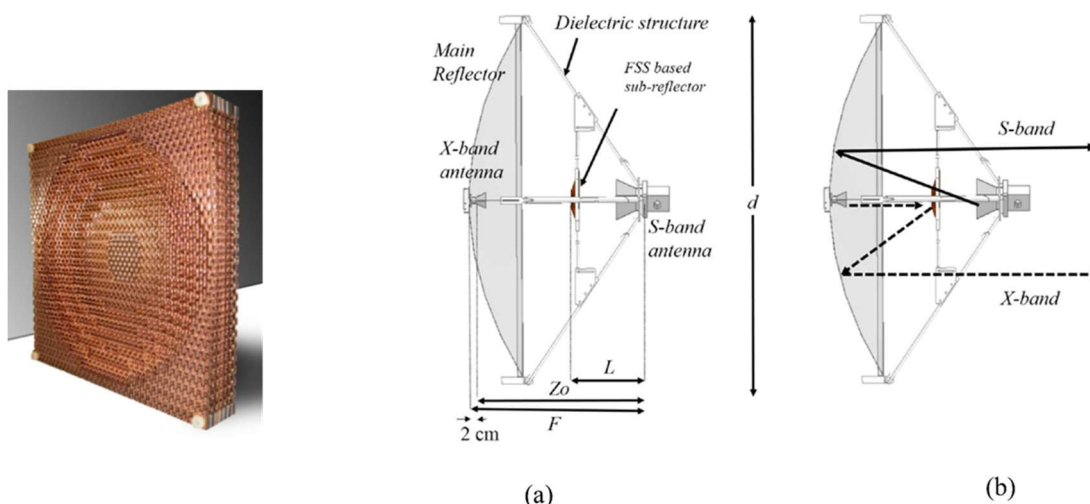 Dielectric structure
Main
Reflector
FSS based
sub-reflector
X-band
antenna
S-band
antenna
L
Zo
F
2 cm
d
S-band
X-band
(a)
(b)